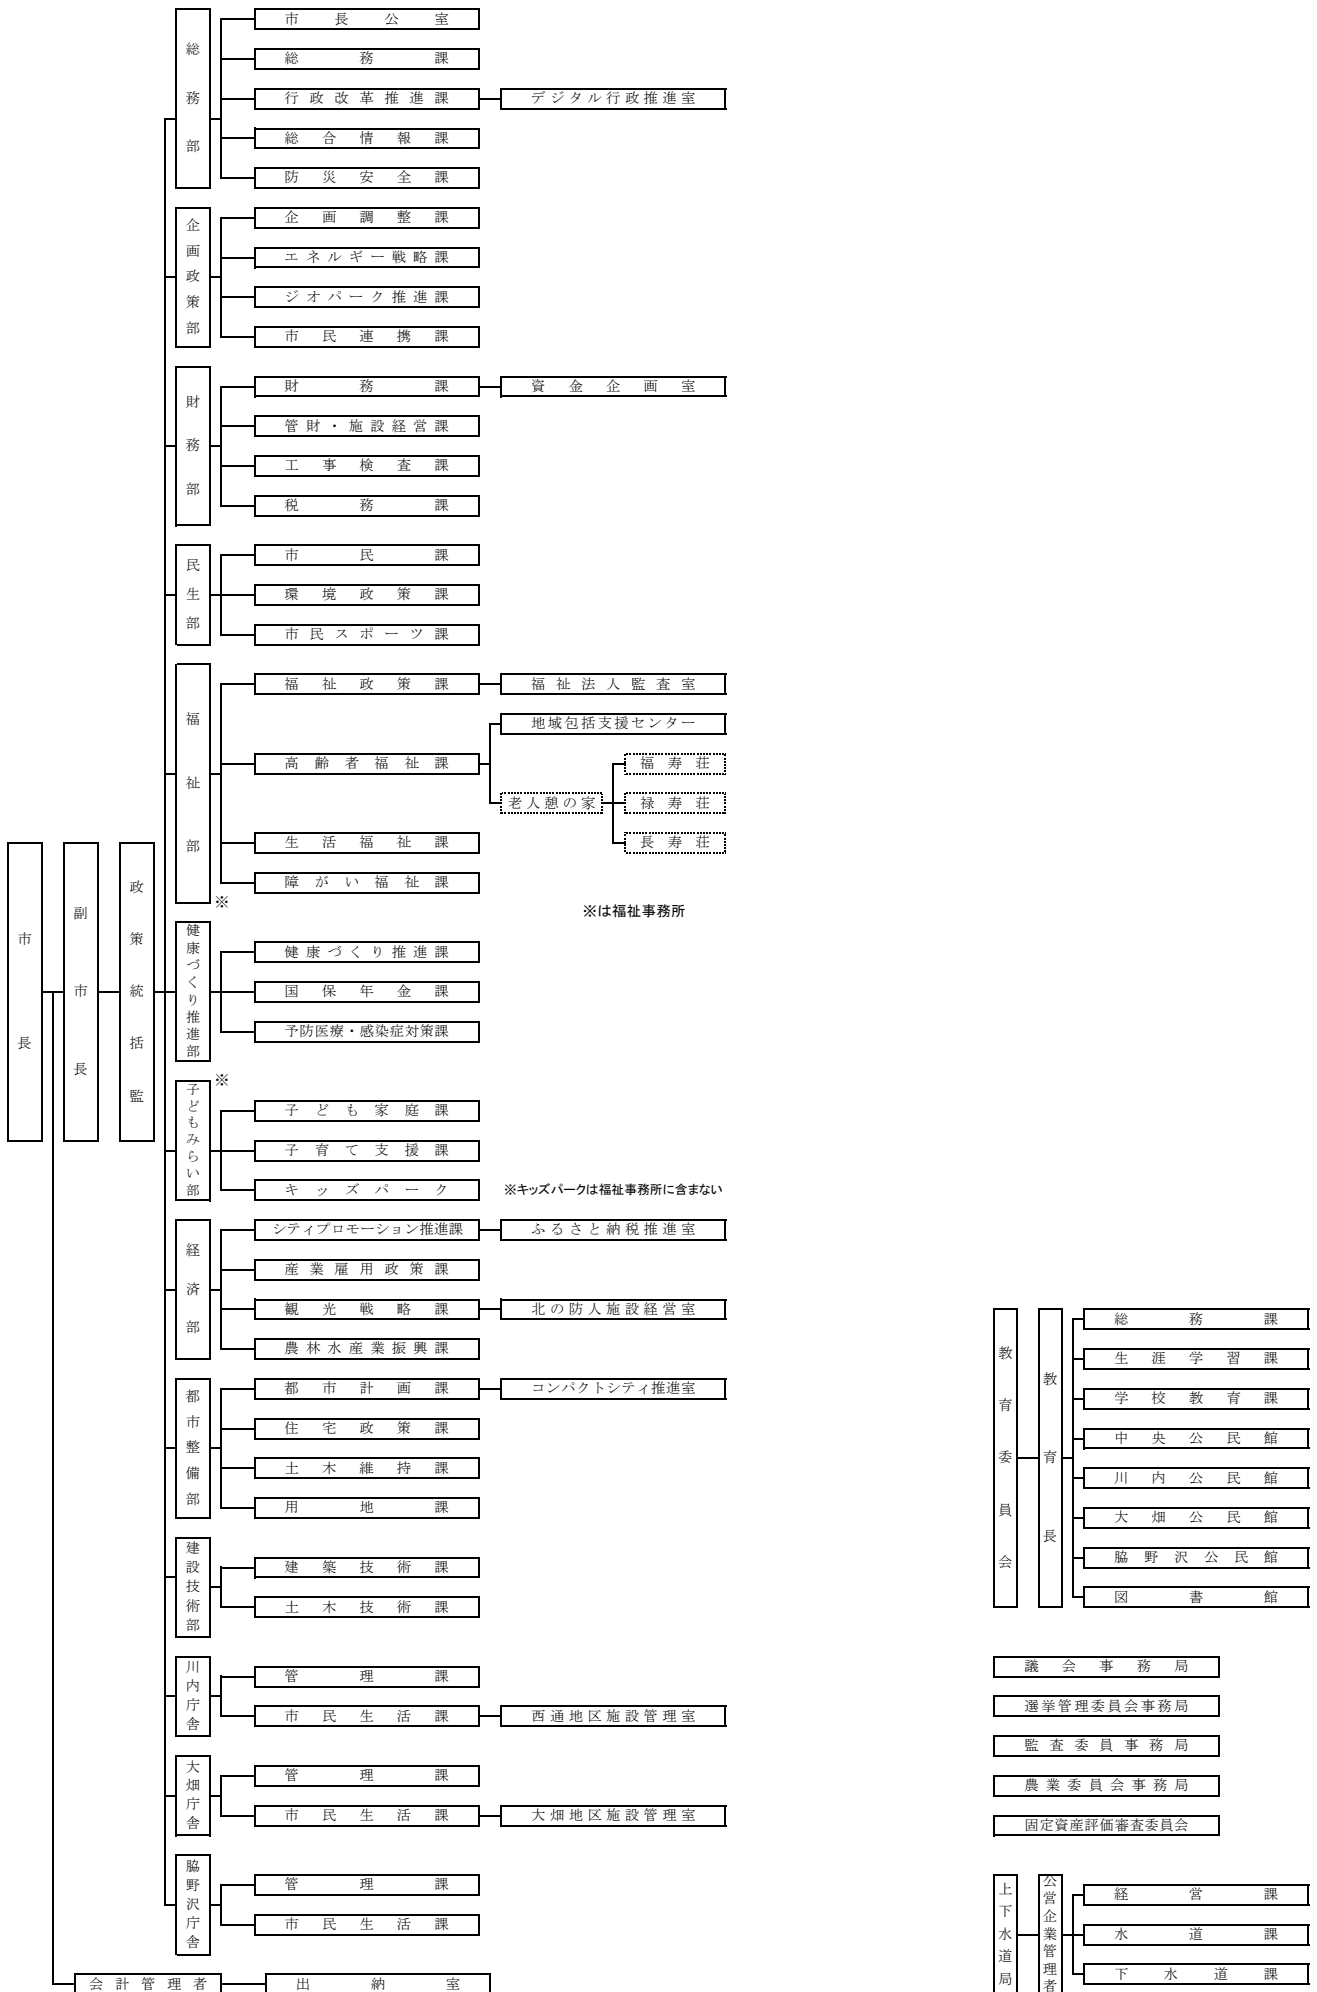 市長
副市長
政策統括監
総務部
市長公室
総務課
行政改革推進課
デジタル行政推進室
総合情報課
防災安全課
企画政策部
企画調整課
エネルギー戦略課
ジオパーク推進課
市民連携課
財務部
財務課
資金企画室
管財・施設経営課
工事検査課
税務課
民生部
市民課
環境政策課
市民スポーツ課
福祉部
※
福祉政策課
福祉法人監査室
高齢者福祉課
地域包括支援センター
老人憩の家
福寿荘
禄寿荘
長寿荘
生活福祉課
障がい福祉課
※は福祉事務所
健康づくり推進部
健康づくり推進課
国保年金課
予防医療・感染症対策課
子どもみらい部
※
子ども家庭課
子育て支援課
キッズパーク
※キッズパークは福祉事務所に含まない
経済部
シティプロモーション推進課
ふるさと納税推進室
産業雇用政策課
観光戦略課
北の防人施設経営室
農林水産業振興課
都市整備部
都市計画課
コンパクトシティ推進室
住宅政策課
土木維持課
用地課
建設技術部
建築技術課
土木技術課
川内庁舎
管理課
市民生活課
西通地区施設管理室
大畑庁舎
管理課
市民生活課
大畑地区施設管理室
脇野沢庁舎
管理課
市民生活課
会計管理者
出納室
教育委員会
教育長
総務課
生涯学習課
学校教育課
中央公民館
川内公民館
大畑公民館
脇野沢公民館
図書館
議会事務局
選挙管理委員会事務局
監査委員事務局
農業委員会事務局
固定資産評価審査委員会
上下水道局
公営企業管理者
経営課
水道課
下水道課